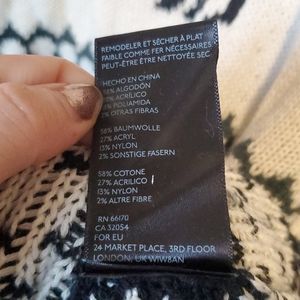 REMODELER ET SÉCHER À PLAT
FAIBLE COMME FER NÉCESSAIRES
PEUT-ÊTRE ÊTRE NETTOYÉE SEC
HECHO EN CHINA
58% ALGODÓN
ACRÍLICO
POLIAMIDA
2% OTRAS FIBRAS
58% BAUMWOLLE
27% ACRYL
13% NYLON
2% SONSTIGE FASERN
58% COTONE
27% ACRILICO
13% NYLON
2% ALTRE FIBRE
RN 66170
CA 32054
FOR EU
24 MARKET PLACE, 3RD FLOOR
LONDON, UK W1W8AN